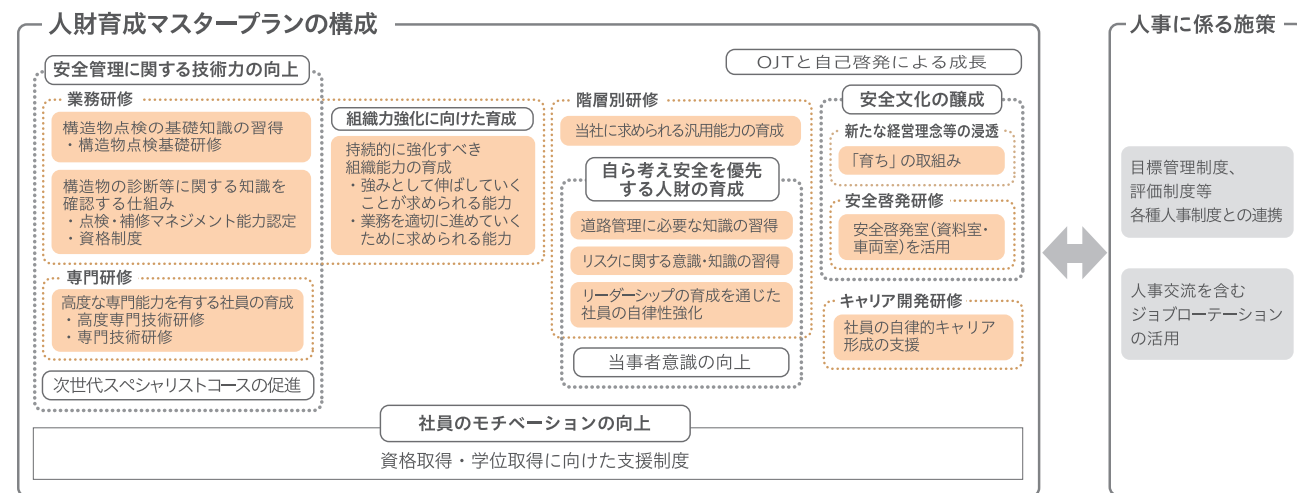 人財育成マスタープランの構成
OJTと自己啓発による成長
安全管理に関する技術力の向上
業務研修
構造物点検の基礎知識の習得
・構造物点検基礎研修
構造物の診断等に関する知識を
確認する仕組み
・点検・補修マネジメント能力認定
・資格制度
専門研修
高度な専門能力を有する社員の育成
・高度専門技術研修
・専門技術研修
次世代スペシャリストコースの促進
組織力強化に向けた育成
持続的に強化すべき
組織能力の育成
・強みとして伸ばしていく
ことが求められる能力
・業務を適切に進めていく
ために求められる能力
階層別研修
当社に求められる汎用能力の育成
自ら考え安全を優先
する人財の育成
道路管理に必要な知識の習得
リスクに関する意識・知識の習得
リーダーシップの育成を通じた
社員の自律性強化
当事者意識の向上
安全文化の醸成
新たな経営理念等の浸透
「育ち」の取組み
安全啓発研修
安全啓発室(資料室・
車両室)を活用
キャリア開発研修
社員の自律的キャリア
形成の支援
社員のモチベーションの向上
資格取得・学位取得に向けた支援制度
人事に係る施策
目標管理制度、
評価制度等
各種人事制度との連携
人事交流を含む
ジョブローテーション
の活用